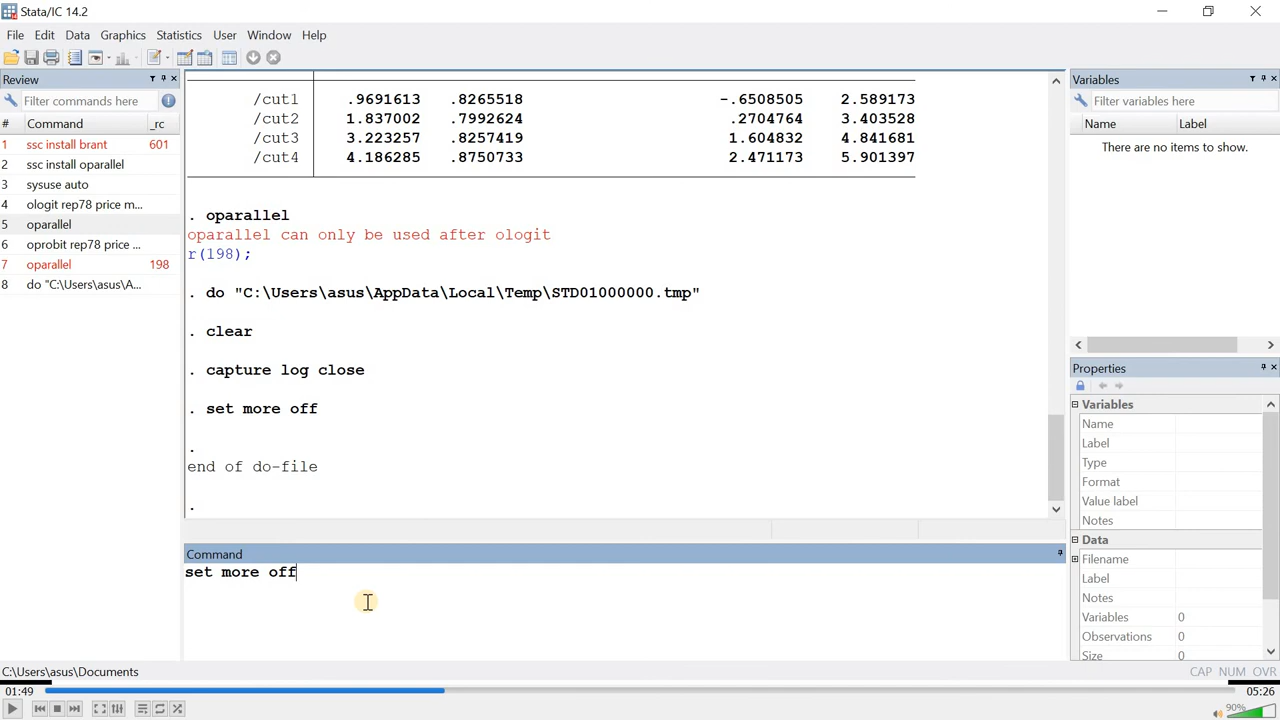 Stata/IC 14.2
File Edit Data Graphics Statistics User Window Help
Review
Filter commands here
# Command _rc
1 ssc install brant 601
2 ssc install oparallel
3 sysuse auto
4 ologit rep78 price m...
5 oparallel
6 oprobit rep78 price ...
7 oparallel 198
8 do "C:\Users\asus\A...
/cut1 .9691613 .8265518 -.6508505 2.589173
/cut2 1.837002 .7992624 .2704764 3.403528
/cut3 3.223257 .8257419 1.604832 4.841681
/cut4 4.186285 .8750733 2.471173 5.901397
. oparallel
oparallel can only be used after ologit
r(198);
. do "C:\Users\asus\AppData\Local\Temp\STD01000000.tmp"
. clear
. capture log close
. set more off
.
end of do-file
.
Command
set more off
Variables
Filter variables here
Name Label
There are no items to show.
Properties
Variables
Name
Label
Type
Format
Value label
Notes
Data
Filename
Label
Notes
Variables 0
Observations 0
Size 0
C:\Users\asus\Documents
CAP NUM OVR
01:49 05:26
90%